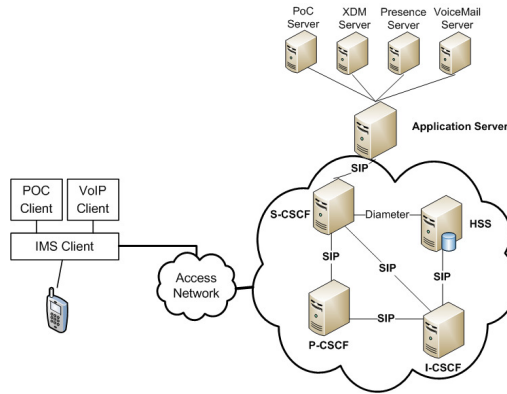 PoC
Server
XDM
Server
Presence
Server
VoiceMail
Server
Application Server
SIP
POC
Client
VoIP
Client
IMS Client
S-CSCF
Diameter
HSS
Access
Network
SIP
SIP
SIP
P-CSCF
SIP
I-CSCF